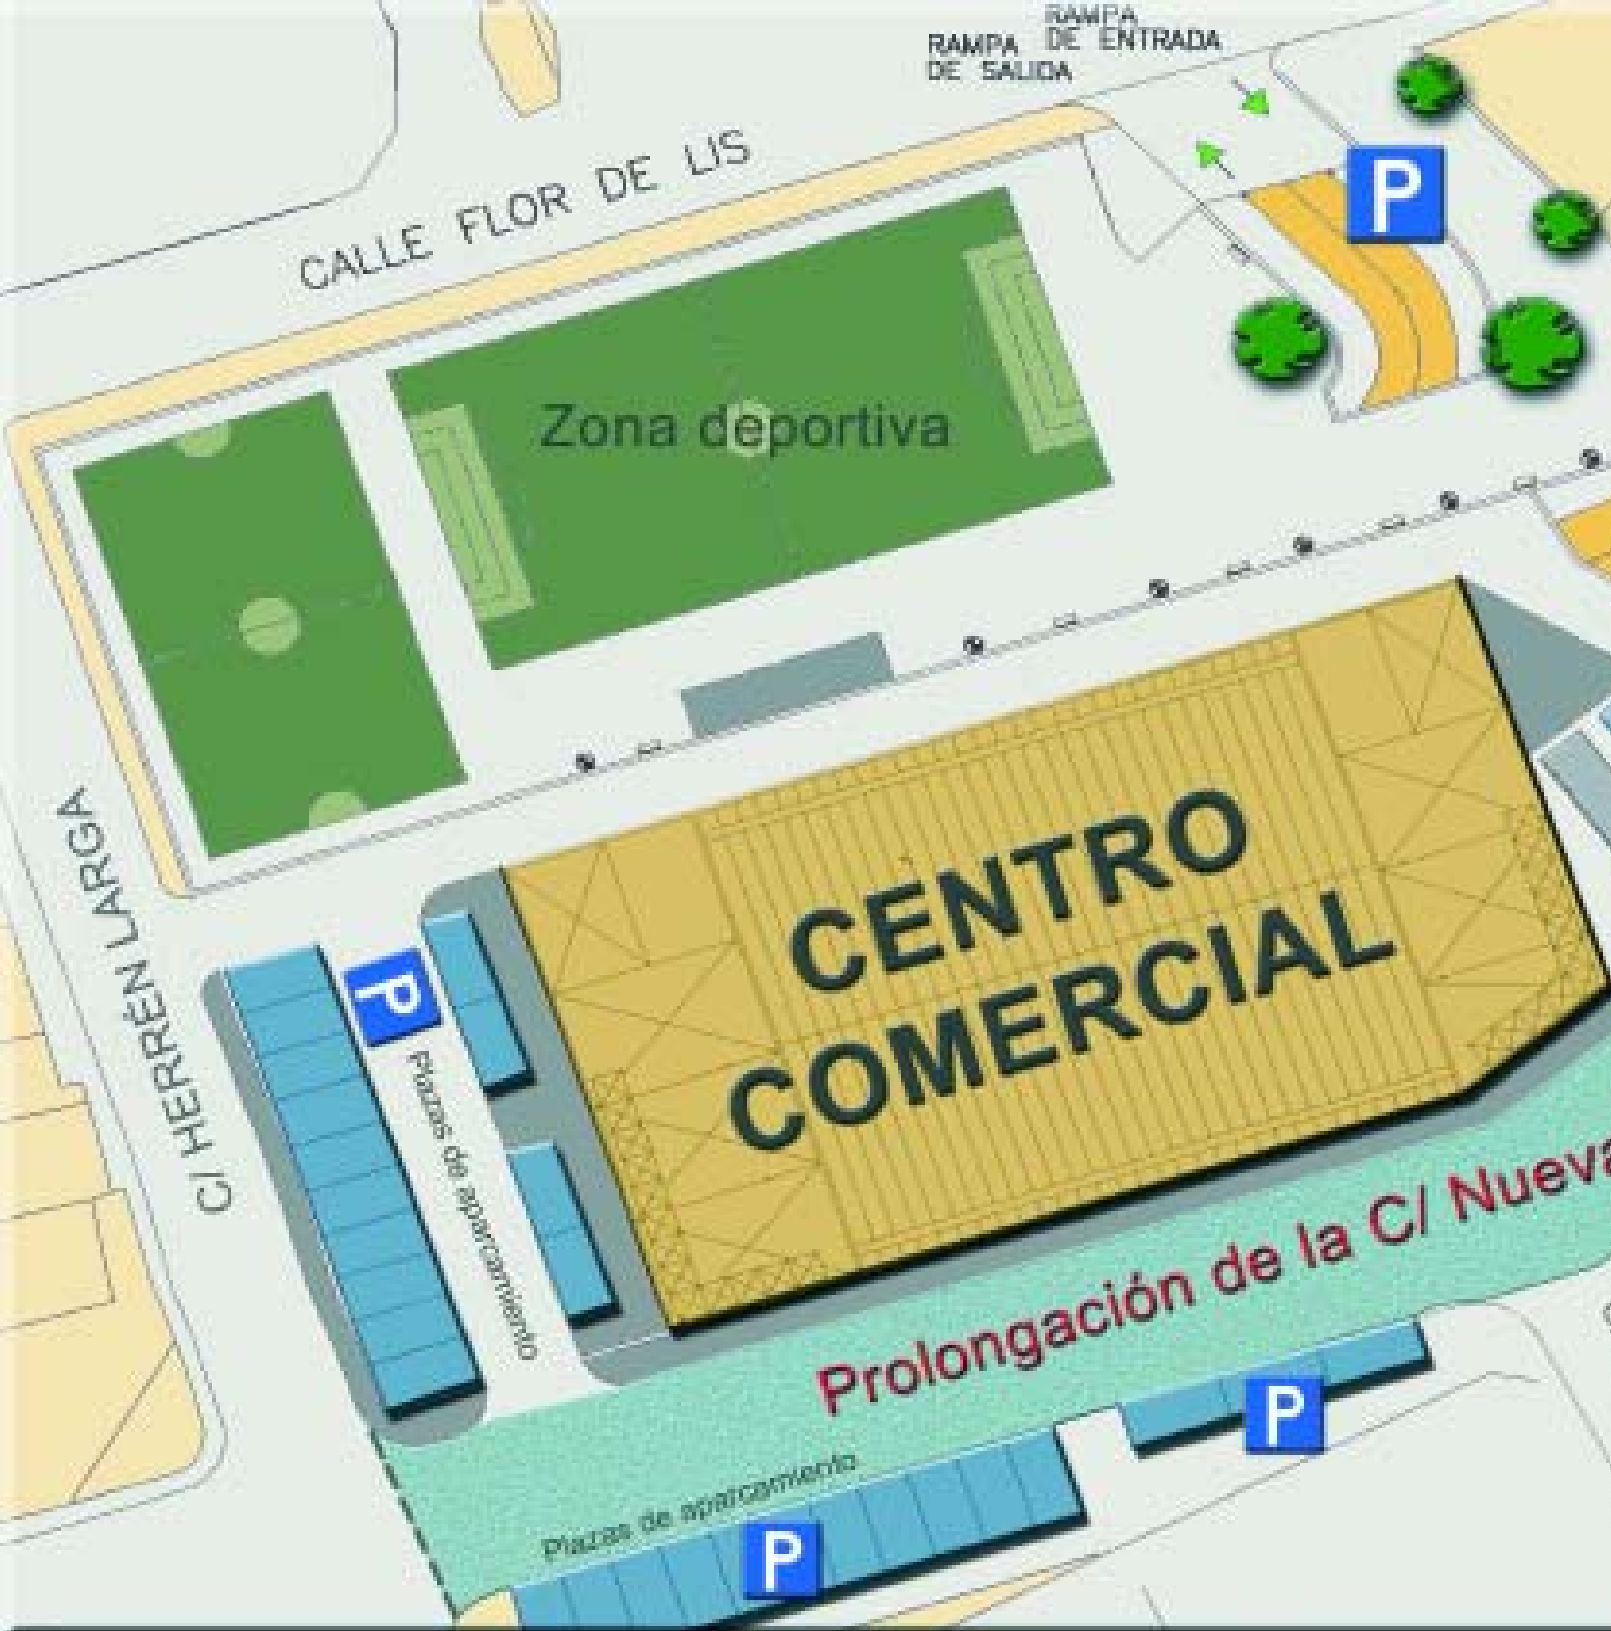 RAMPA
DE ENTRADA
RAMPA
DE SALIDA
P
CALLE FLOR DE LIS
Zona deportiva
CENTRO
COMERCIAL
C/ HERRÉN LARGA
P
Plazas de aparcamiento
Prolongación de la C/ Nueva
P
Plazas de aparcamiento
P